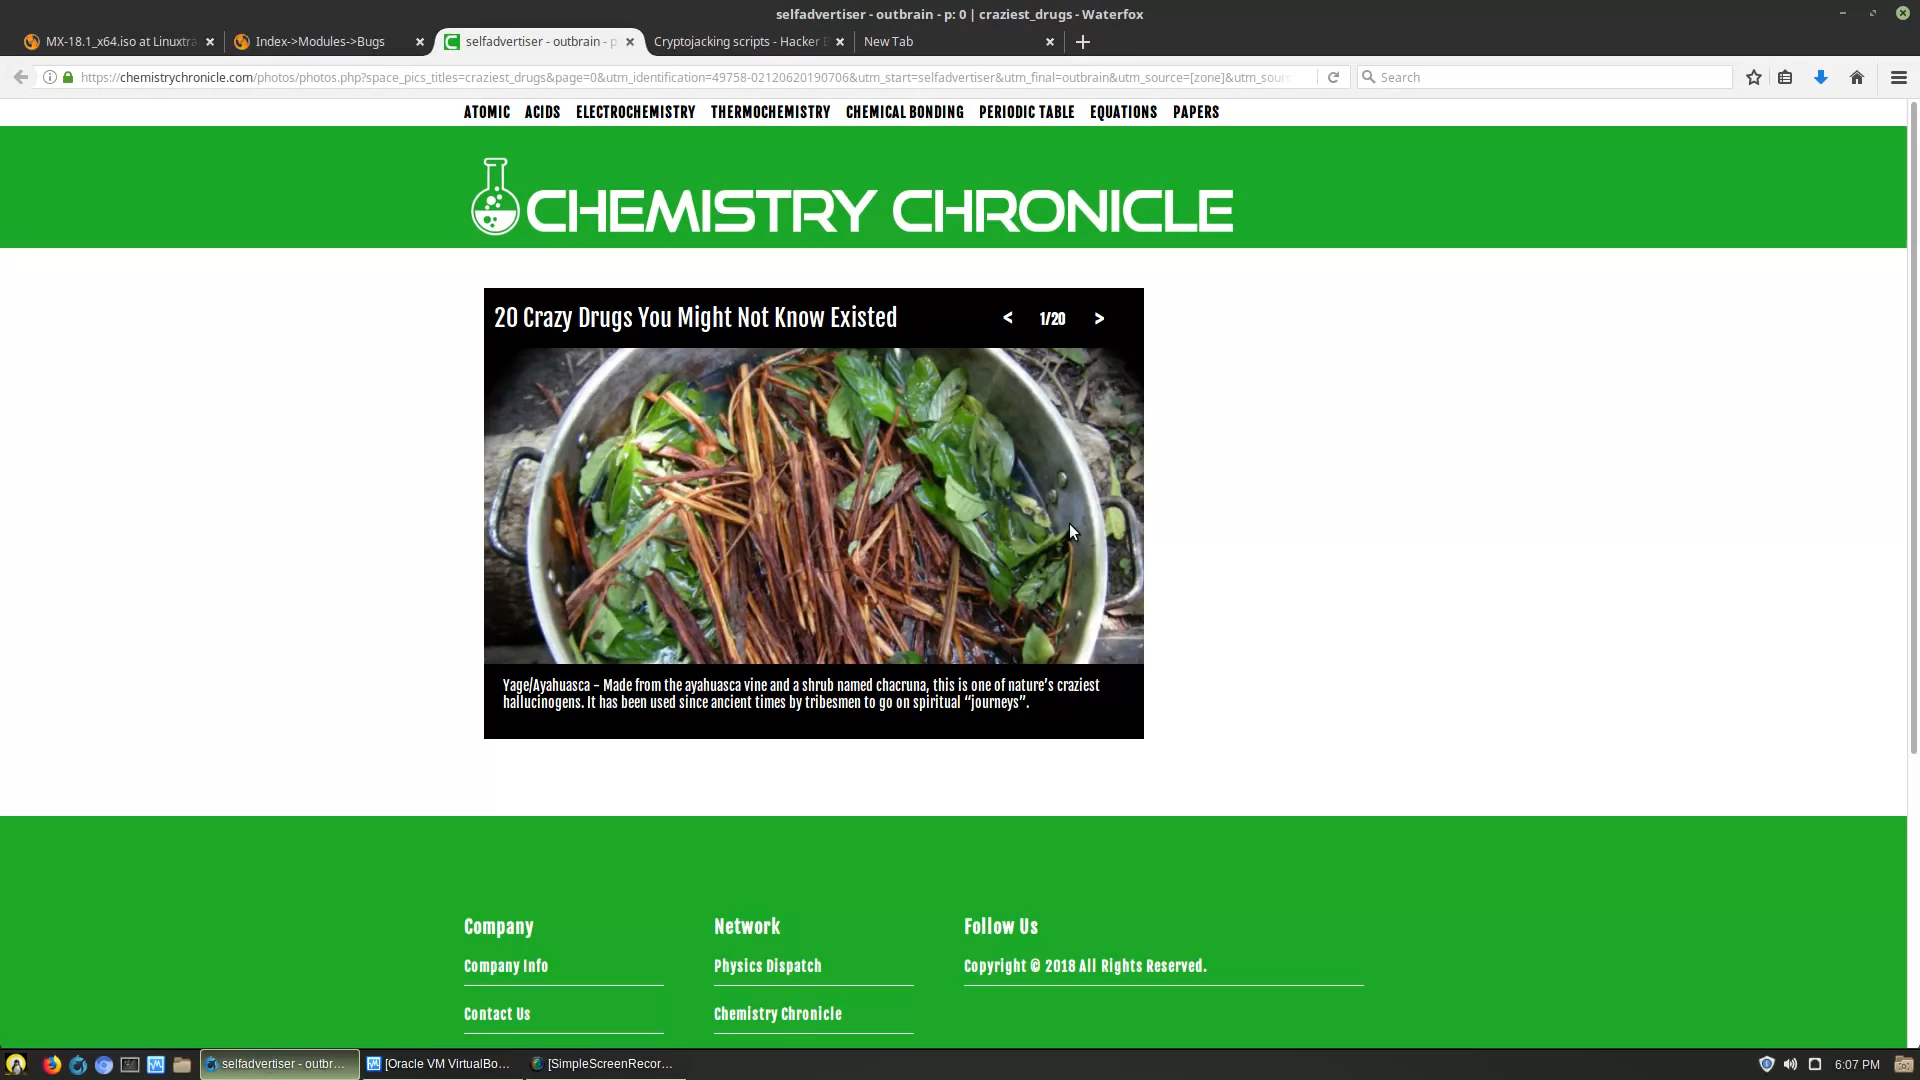 selfadvertiser - outbrain - p: 0 | craziest_drugs - Waterfox
MX-18.1_x64.iso at Linuxtra
Index->Modules->Bugs
selfadvertiser - outbrain - p
Cryptojacking scripts - Hacker
New Tab
https://chemistrychronicle.com/photos/photos.php?space_pics_titles=craziest_drugs&page=0&utm_identification=49758-02120620190706&utm_start=selfadvertiser&utm_final=outbrain&utm_source=[zone]&utm_sour
Search
ATOMIC ACIDS ELECTROCHEMISTRY THERMOCHEMISTRY CHEMICAL BONDING PERIODIC TABLE EQUATIONS PAPERS
CHEMISTRY CHRONICLE
20 Crazy Drugs You Might Not Know Existed
< 1/20 >
Yage/Ayahuasca - Made from the ayahuasca vine and a shrub named chacruna, this is one of nature's craziest
hallucinogens. It has been used since ancient times by tribesmen to go on spiritual “journeys”.
Company
Company Info
Contact Us
Network
Physics Dispatch
Chemistry Chronicle
Follow Us
Copyright © 2018 All Rights Reserved.
selfadvertiser - outbr...
[Oracle VM VirtualBo...
[SimpleScreenRecor...
6:07 PM